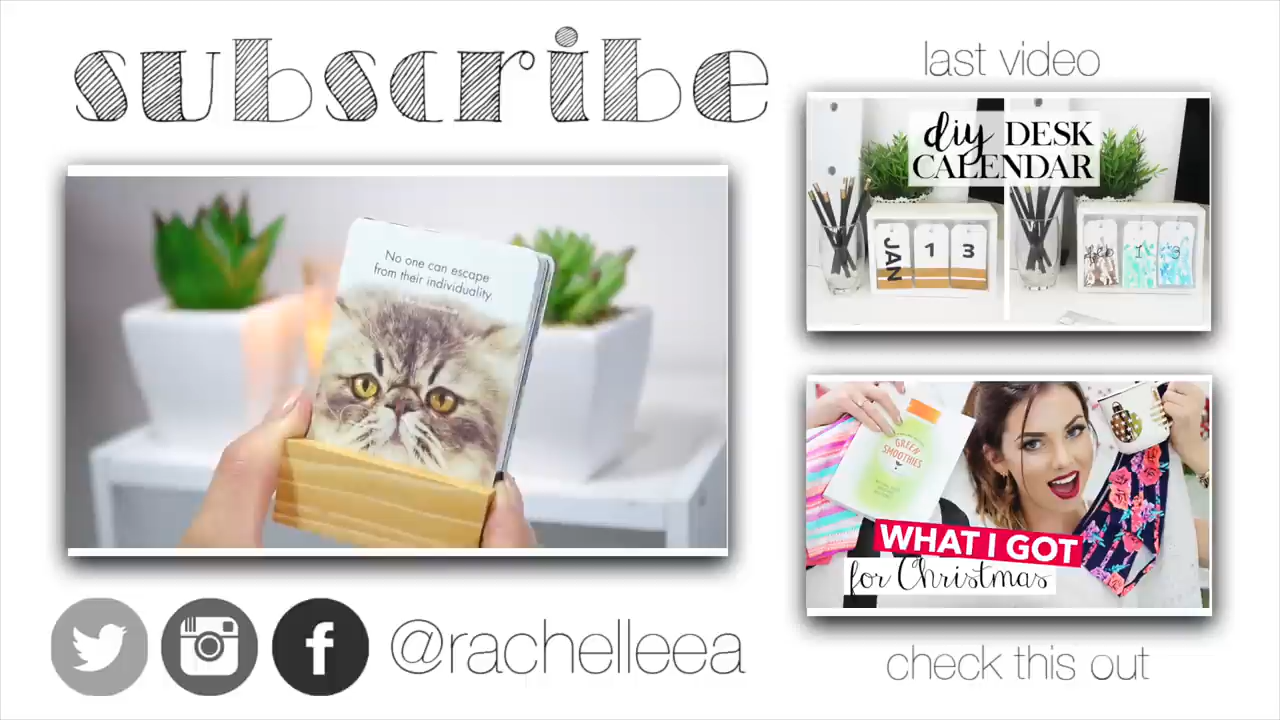 subscribe
last video
diy DESK
CALENDAR
JAN
1
3
No one can escape
from their individuality.
GREEN
SMOOTHIES
WHAT I GOT
for Christmas
@rachelleea
check this out